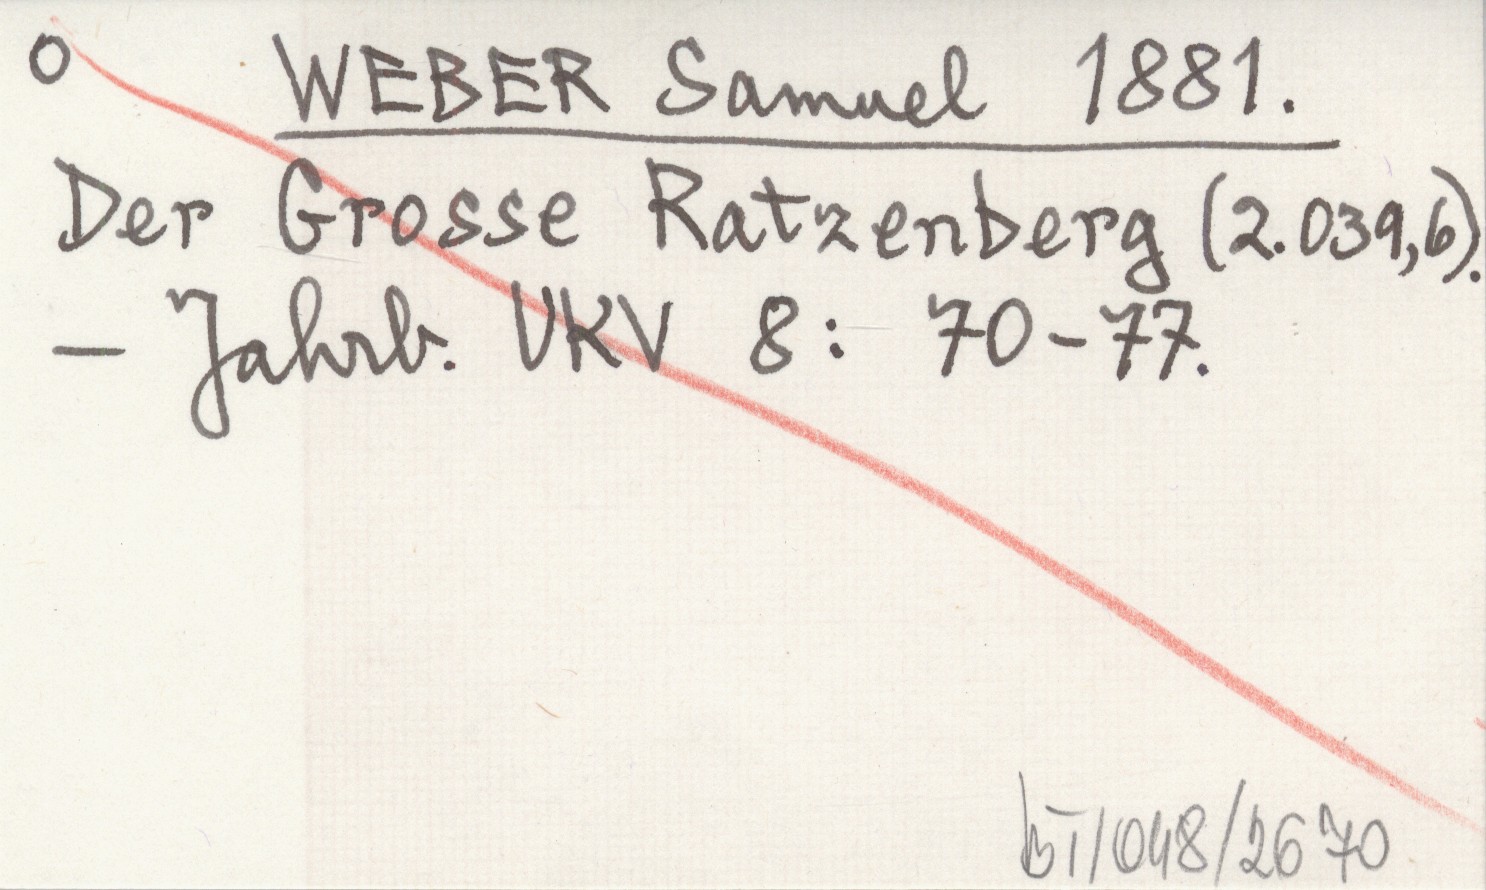 O WEBER Samuel 1881.
Der Grosse Ratzenberg (2.039,6).
— Jahrb. VKV 8: 70-77.
bT/048/2670